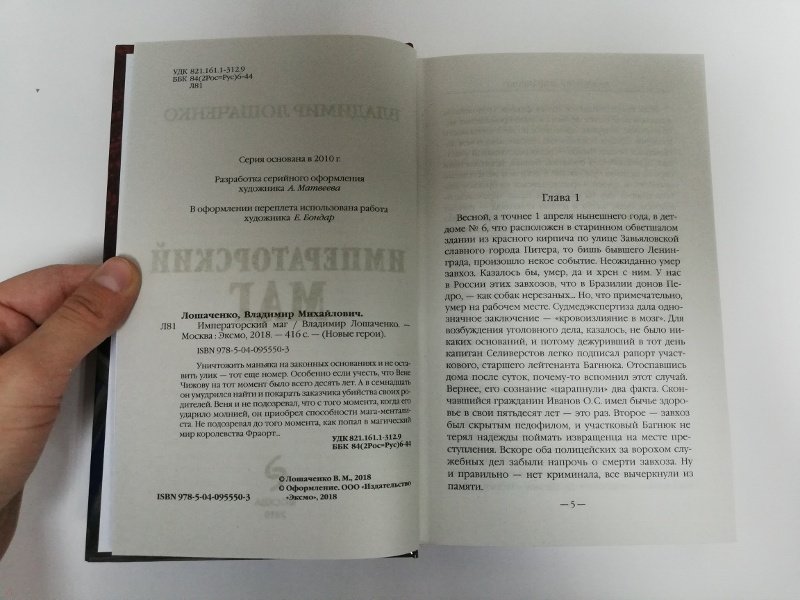 УДК 821.161.1-312.9
ББК 84(2Рос=Рус)6-44
Л81
ВЛАДИМИР ЛОЩАЧЕНКО
Серия основана в 2010 г.
Разработка серийного оформления
художника А. Матвеева
В оформлении переплета использована работа
художника Е. Бондар
ИМПЕРАТОРСКИЙ
МАГ
Лошаченко, Владимир Михайлович.
Л81 Императорский маг / Владимир Лошаченко. —
Москва : Эксмо, 2018. — 416 с. — (Новые герои).
ISBN 978-5-04-095550-3
Уничтожить маньяка на законных основаниях и не оста-
вить улик — тот еще номер. Особенно если учесть, что Вене
Чижову на тот момент было всего десять лет. А в семнадцать
он умудрился найти и покарать заказчика убийства своих ро-
дителей. Веня и не подозревал, что с того момента, когда его
ударило молнией, он приобрел способности мага-ментали-
ста. Не подозревал до того момента, как попал в магический
мир королевства Фраорт...
УДК 821.161.1-312.9
ББК 84(2Рос=Рус)6-44
© Лошаченко В. М., 2018
© Оформление. ООО «Издательство
«Эксмо», 2018
ISBN 978-5-04-095550-3
Глава 1
Весной, а точнее 1 апреля нынешнего года, в дет-
доме № 6, что расположен в старинном обветшалом
здании из красного кирпича по улице Завьяловской
славного города Питера, то бишь бывшего Ленин-
града, произошло некое событие. Неожиданно умер
завхоз. Казалось бы, умер, да и хрен с ним. У нас
в России этих завхозов, что в Бразилии донов Пе-
дро, — как собак нерезаных... Но, что примечательно,
умер на рабочем месте. Судмедэкспертиза дала одно-
значное заключение — «кровоизлияние в мозг». Для
возбуждения уголовного дела, казалось, не было ни-
каких оснований, и потому дежуривший в тот день
капитан Селиверстов легко подписал рапорт участ-
кового, старшего лейтенанта Багнюка. Отоспавшись
дома после суток, почему-то вспомнил этот случай.
Вернее, его сознание «царапнули» два факта. Скон-
чавшийся гражданин Иванов О.С. имел бычье здоро-
вье в свои пятьдесят лет — это раз. Второе — завхоз
был скрытым педофилом, и участковый Багнюк не
терял надежды поймать извращенца на месте пре-
ступления. Вскоре оба полицейских за ворохом слу-
жебных дел забыли напрочь о смерти завхоза. Ну
и правильно — нет криминала, все вычеркнули из
памяти.
— 5 —